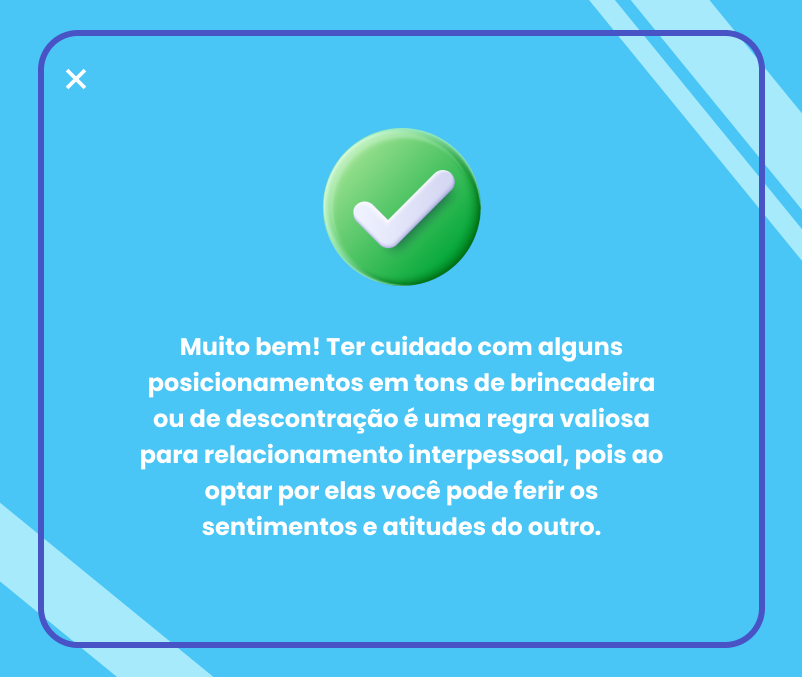 Muito bem! Ter cuidado com alguns
posicionamentos em tons de brincadeira
ou de descontração é uma regra valiosa
para relacionamento interpessoal, pois ao
optar por elas você pode ferir os
sentimentos e atitudes do outro.